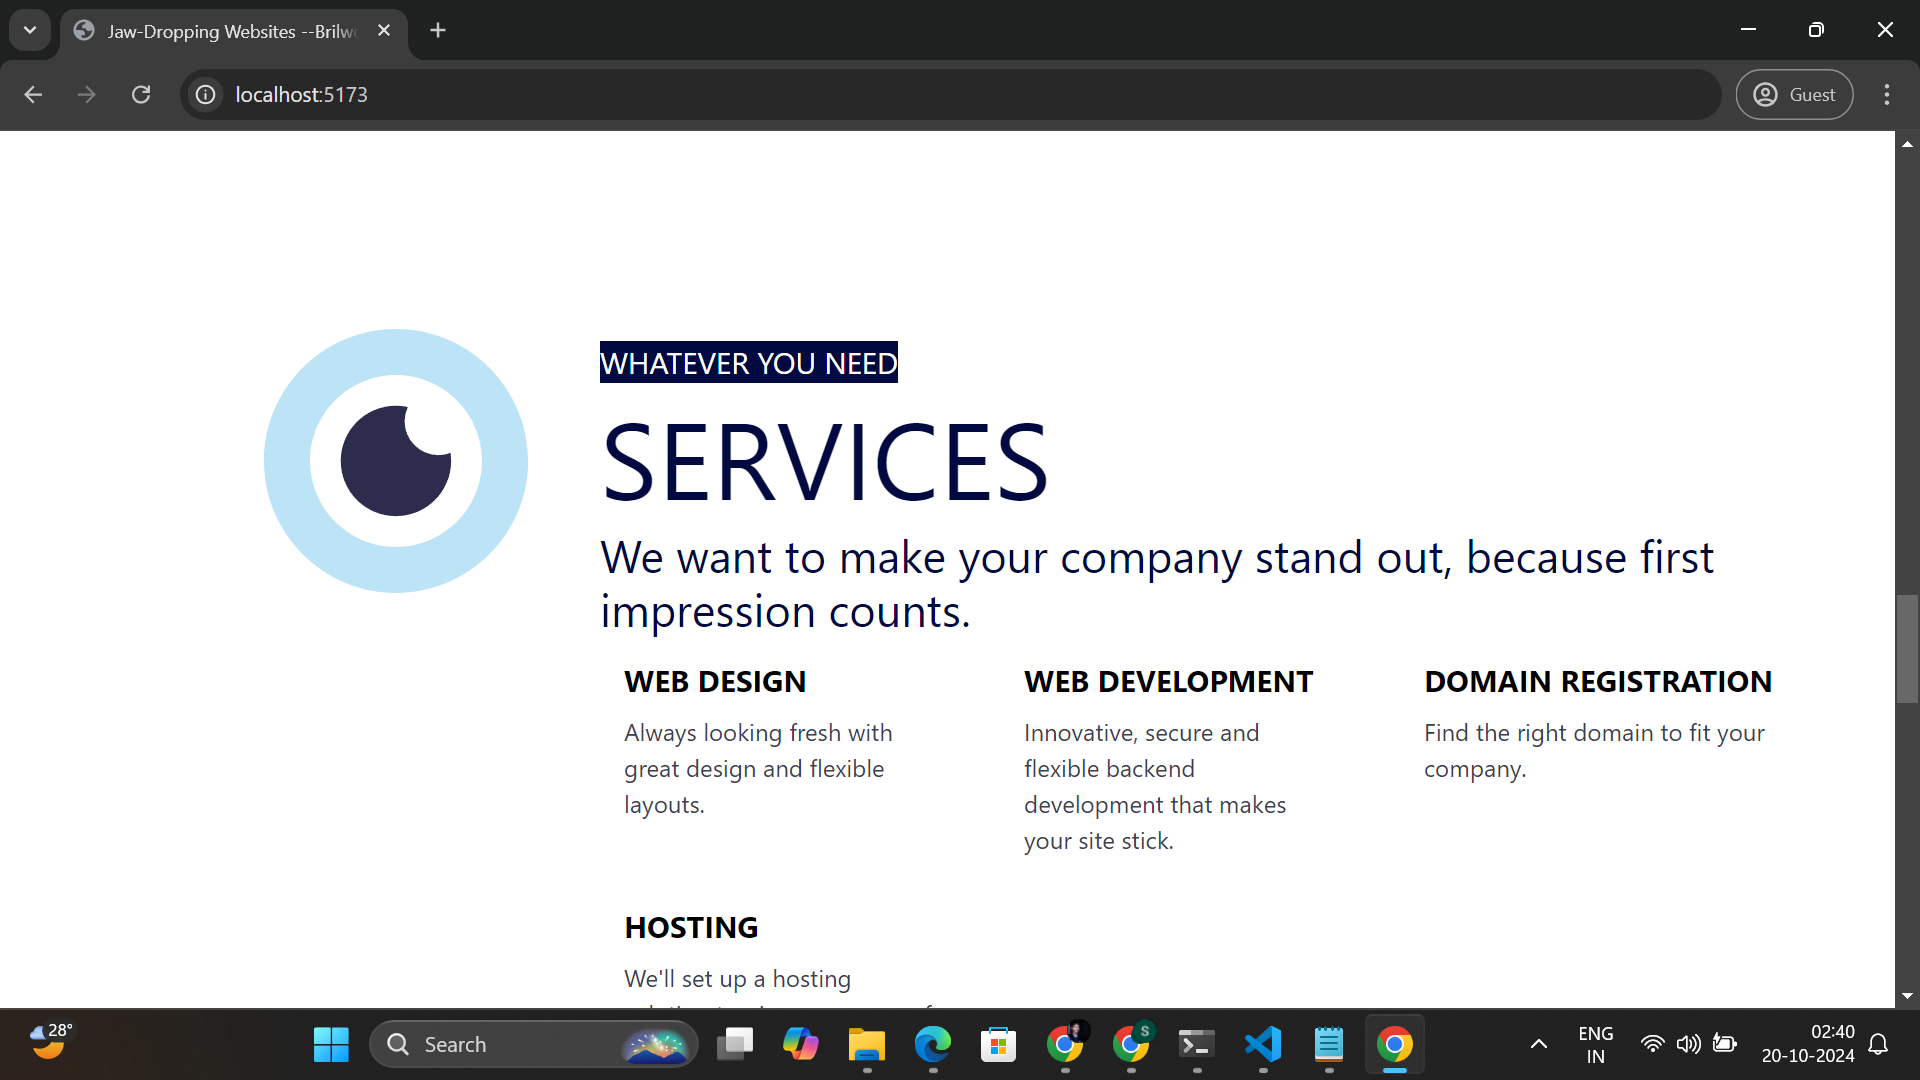 Jaw-Dropping Websites --Brilw
localhost:5173
Guest
WHATEVER YOU NEED
SERVICES
We want to make your company stand out, because first
impression counts.
WEB DESIGN
Always looking fresh with
great design and flexible
layouts.
WEB DEVELOPMENT
Innovative, secure and
flexible backend
development that makes
your site stick.
DOMAIN REGISTRATION
Find the right domain to fit your
company.
HOSTING
We'll set up a hosting
28°
Search
S
ENG
IN
02:40
20-10-2024